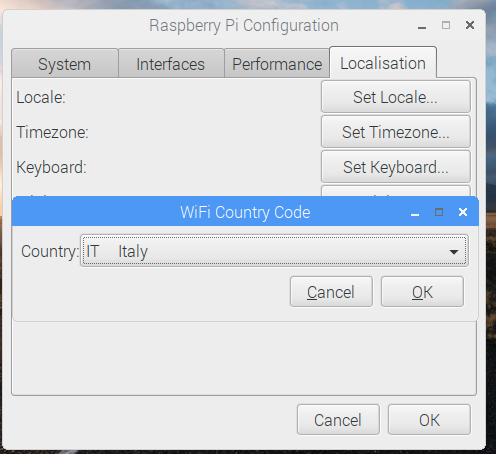 Raspberry Pi Configuration
System Interfaces Performance Localisation
Locale: Set Locale...
Timezone: Set Timezone...
Keyboard: Set Keyboard...
WiFi Country Code
Country: IT Italy
Cancel OK
Cancel OK